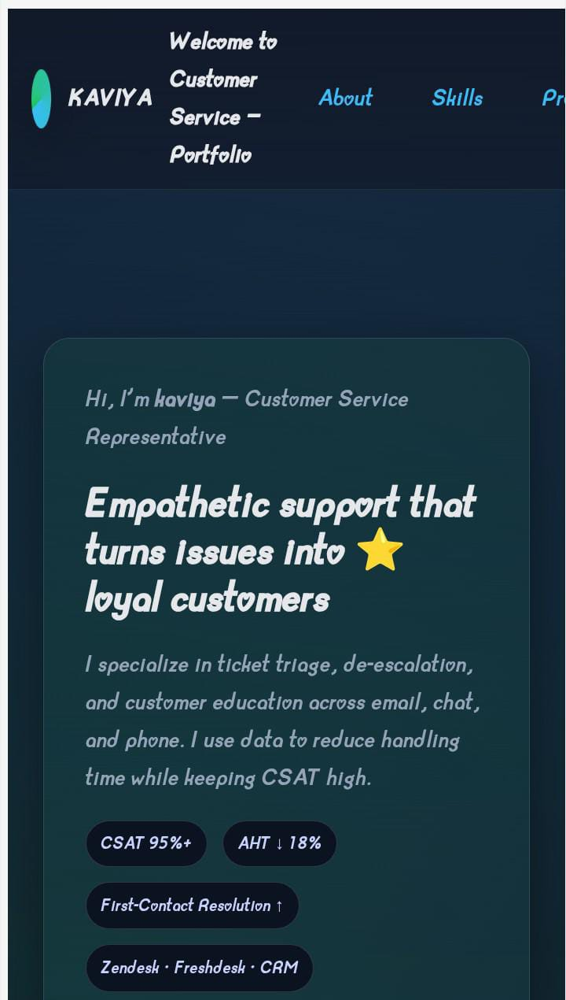 KAVIYA
Welcome to
Customer
Service —
Portfolio
About
Skills
Hi, I'm kaviya — Customer Service
Representative
Empathetic support that
turns issues into ⭐
loyal customers
I specialize in ticket triage, de-escalation,
and customer education across email, chat,
and phone. I use data to reduce handling
time while keeping CSAT high.
CSAT 95%+
AHT ↓ 18%
First-Contact Resolution ↑
Zendesk · Freshdesk · CRM